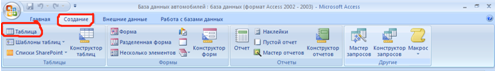 База данных автомобилей : база данных (формат Access 2002 - 2003) - Microsoft Access
Главная Создание Внешние данные Работа с базами данных
Таблица
Шаблоны таблиц
Списки SharePoint
Конструктор таблиц
Таблицы
Форма
Разделенная форма
Несколько элементов
Конструктор форм
Формы
Отчет
Наклейки
Пустой отчет
Мастер отчетов
Конструктор отчетов
Отчеты
Мастер запросов
Конструктор запросов
Макрос
Другие